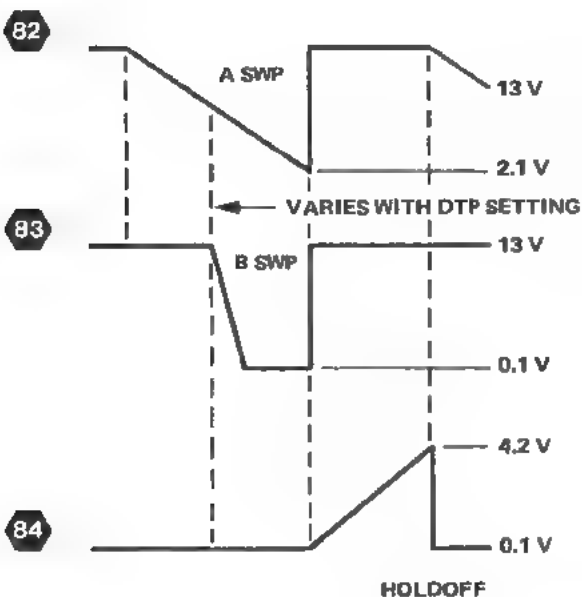 82
A SWP
13 V
2.1 V
VARIES WITH DTP SETTING
83
13 V
B SWP
0.1 V
4.2 V
84
0.1 V
HOLDOFF